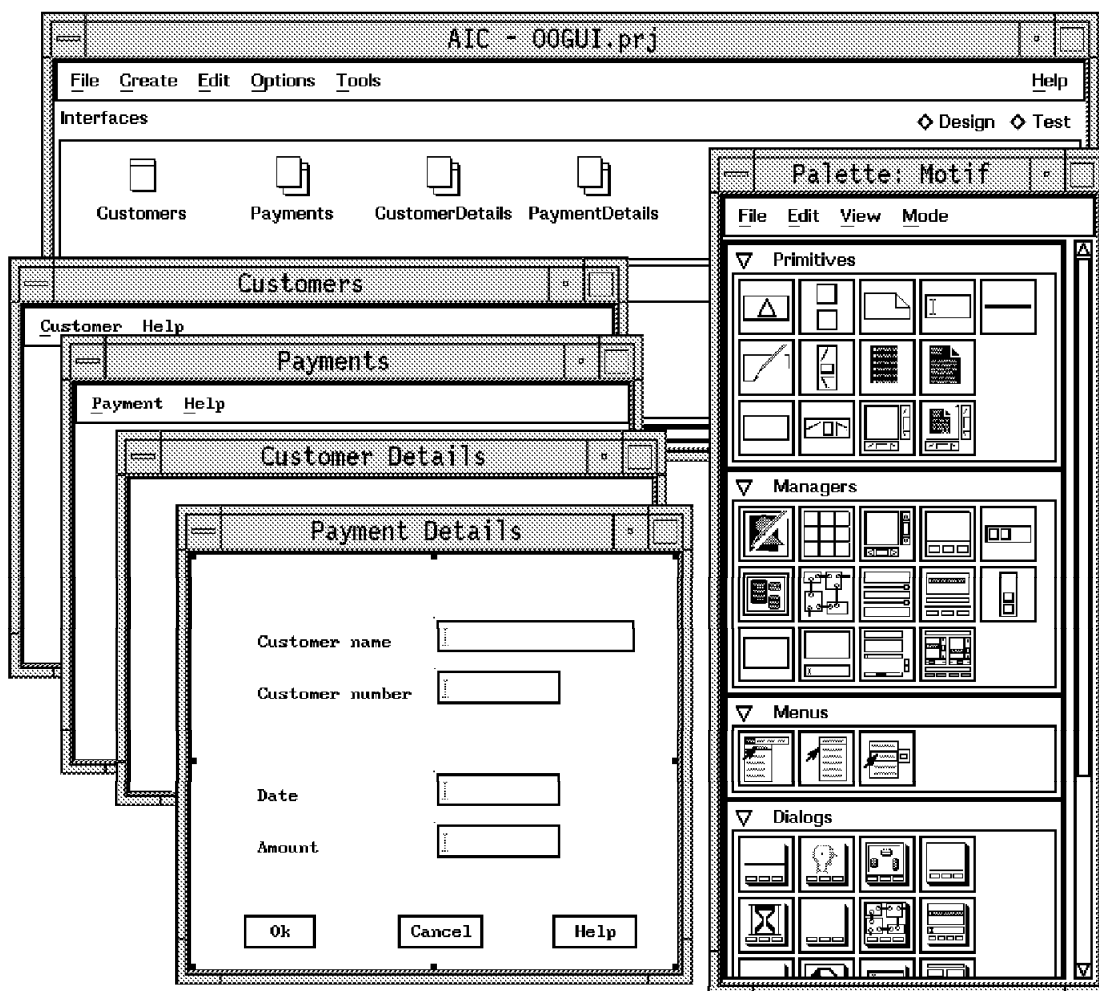 AIC - OOGUI.prj
File Create Edit Options Tools Help
Interfaces Design Test
Customers Payments CustomerDetails PaymentDetails
Palette: Motif
File Edit View Mode
Primitives
Managers
Menus
Dialogs
Customers
Customer Help
Payments
Payment Help
Customer Details
Payment Details
Customer name
Customer number
Date
Amount
Ok Cancel Help